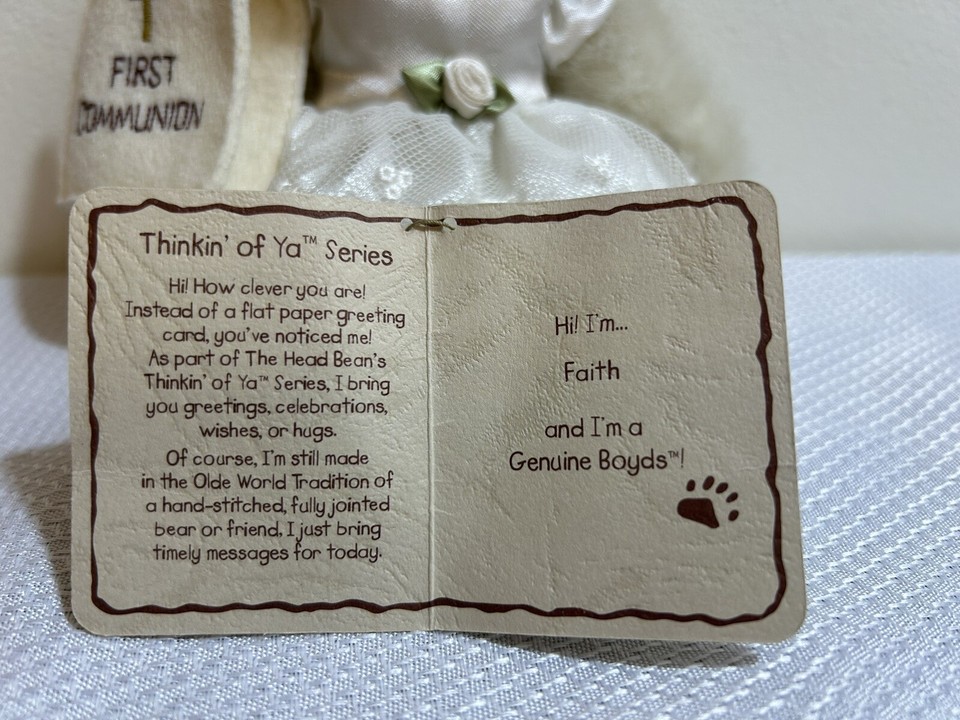 FIRST
COMMUNION
Thinkin' of Ya™ Series
Hi! How clever you are!
Instead of a flat paper greeting
card, you've noticed me!
As part of The Head Bean's
Thinkin' of Ya™ Series, I bring
you greetings, celebrations,
wishes, or hugs.
Of course, I'm still made
in the Olde World Tradition of
a hand-stitched, fully jointed
bear or friend, I just bring
timely messages for today.
Hi! I'm...
Faith
and I'm a
Genuine Boyds™!